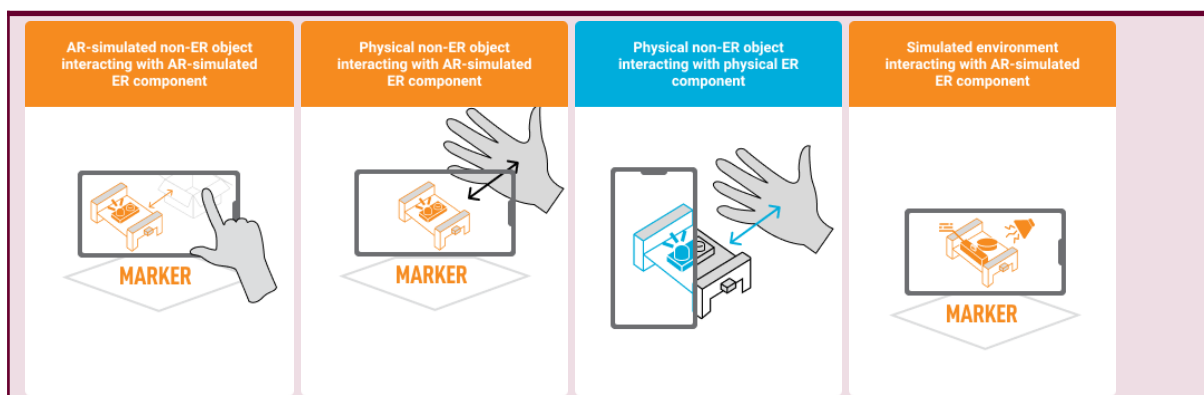 AR-simulated non-ER object
interacting with AR-simulated
ER component
Physical non-ER object
interacting with AR-simulated
ER component
Physical non-ER object
interacting with physical ER
component
Simulated environment
interacting with AR-simulated
ER component
MARKER
MARKER
MARKER